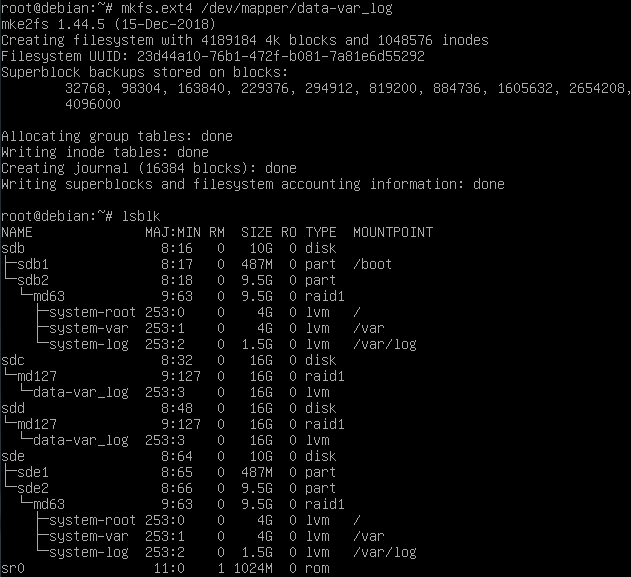 root@debian:~# mkfs.ext4 /dev/mapper/data-var_log
mke2fs 1.44.5 (15-Dec-2018)
Creating filesystem with 4189184 4k blocks and 1048576 inodes
Filesystem UUID: 23d44a10-76b1-472f-b081-7a81e6d55292
Superblock backups stored on blocks:
        32768, 98304, 163840, 229376, 294912, 819200, 884736, 1605632, 2654208,
        4096000

Allocating group tables: done
Writing inode tables: done
Creating journal (16384 blocks): done
Writing superblocks and filesystem accounting information: done

root@debian:~# lsblk
NAME              MAJ:MIN RM  SIZE RO TYPE  MOUNTPOINT
sdb                 8:16   0   10G  0 disk
├─sdb1              8:17   0  487M  0 part  /boot
└─sdb2              8:18   0  9.5G  0 part
  └─md63            9:63   0  9.5G  0 raid1
    ├─system-root 253:0    0    4G  0 lvm   /
    ├─system-var  253:1    0    4G  0 lvm   /var
    └─system-log  253:2    0  1.5G  0 lvm   /var/log
sdc                 8:32   0   16G  0 disk
└─md127             9:127  0   16G  0 raid1
  └─data-var_log  253:3    0   16G  0 lvm
sdd                 8:48   0   16G  0 disk
└─md127             9:127  0   16G  0 raid1
  └─data-var_log  253:3    0   16G  0 lvm
sde                 8:64   0   10G  0 disk
├─sde1              8:65   0  487M  0 part
└─sde2              8:66   0  9.5G  0 part
  └─md63            9:63   0  9.5G  0 raid1
    ├─system-root 253:0    0    4G  0 lvm   /
    ├─system-var  253:1    0    4G  0 lvm   /var
    └─system-log  253:2    0  1.5G  0 lvm   /var/log
sr0                11:0    1 1024M  0 rom